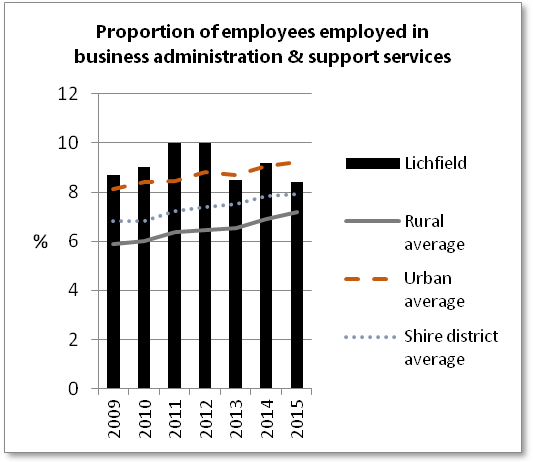 Proportion of employees employed in
business administration & support services
12
10
8
6
4
2
0
%
2009
2010
2011
2012
2013
2014
2015
Lichfield
Rural
average
Urban
average
Shire district
average